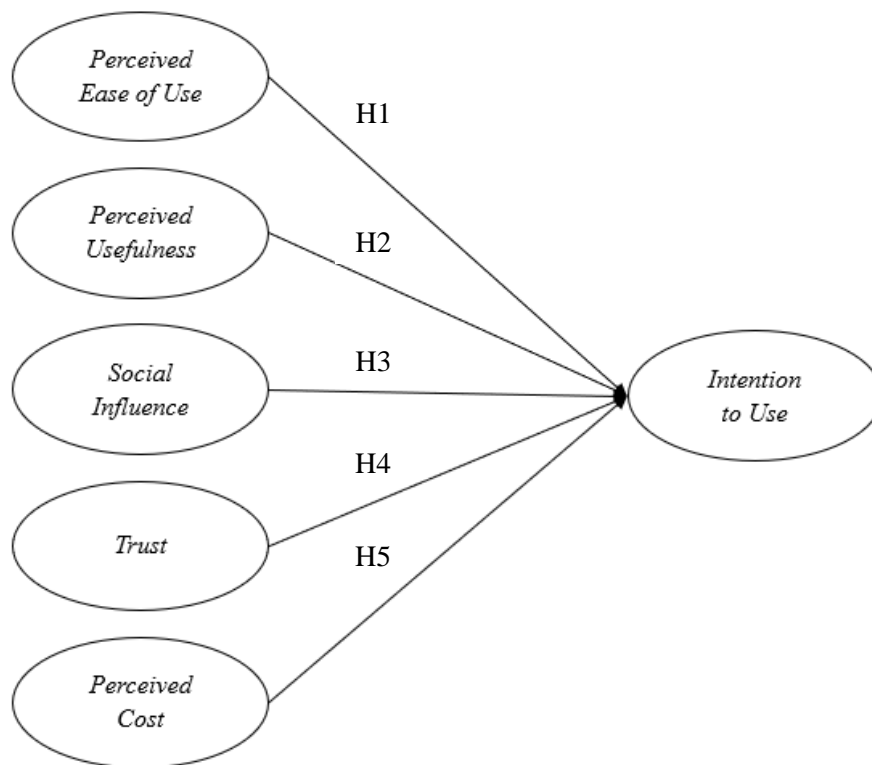 Perceived
Ease of Use
H1
Perceived
Usefulness
H2
Social
Influence
H3
Intention
to Use
H4
Trust
H5
Perceived
Cost